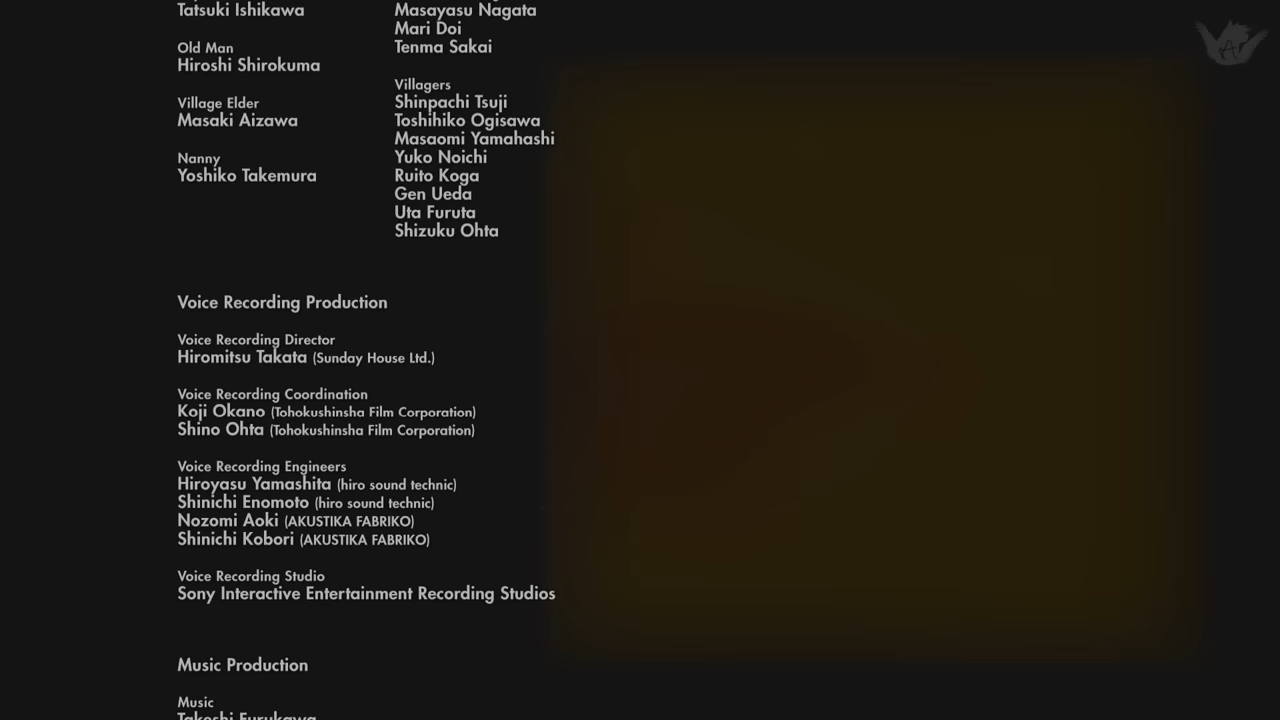 Tatsuki Ishikawa
Old Man
Hiroshi Shirokuma
Village Elder
Masaki Aizawa
Nanny
Yoshiko Takemura
Masayasu Nagata
Mari Doi
Tenma Sakai
Villagers
Shinpachi Tsuji
Toshihiko Ogisawa
Masaomi Yamahashi
Yuko Noichi
Ruito Koga
Gen Ueda
Uta Furuta
Shizuku Ohta
Voice Recording Production
Voice Recording Director
Hiromitsu Takata (Sunday House Ltd.)
Voice Recording Coordination
Koji Okano (Tohokushinsha Film Corporation)
Shino Ohta (Tohokushinsha Film Corporation)
Voice Recording Engineers
Hiroyasu Yamashita (hiro sound technic)
Shinichi Enomoto (hiro sound technic)
Nozomi Aoki (AKUSTIKA FABRIKO)
Shinichi Kobori (AKUSTIKA FABRIKO)
Voice Recording Studio
Sony Interactive Entertainment Recording Studios
Music Production
Music
Takeshi Furukawa